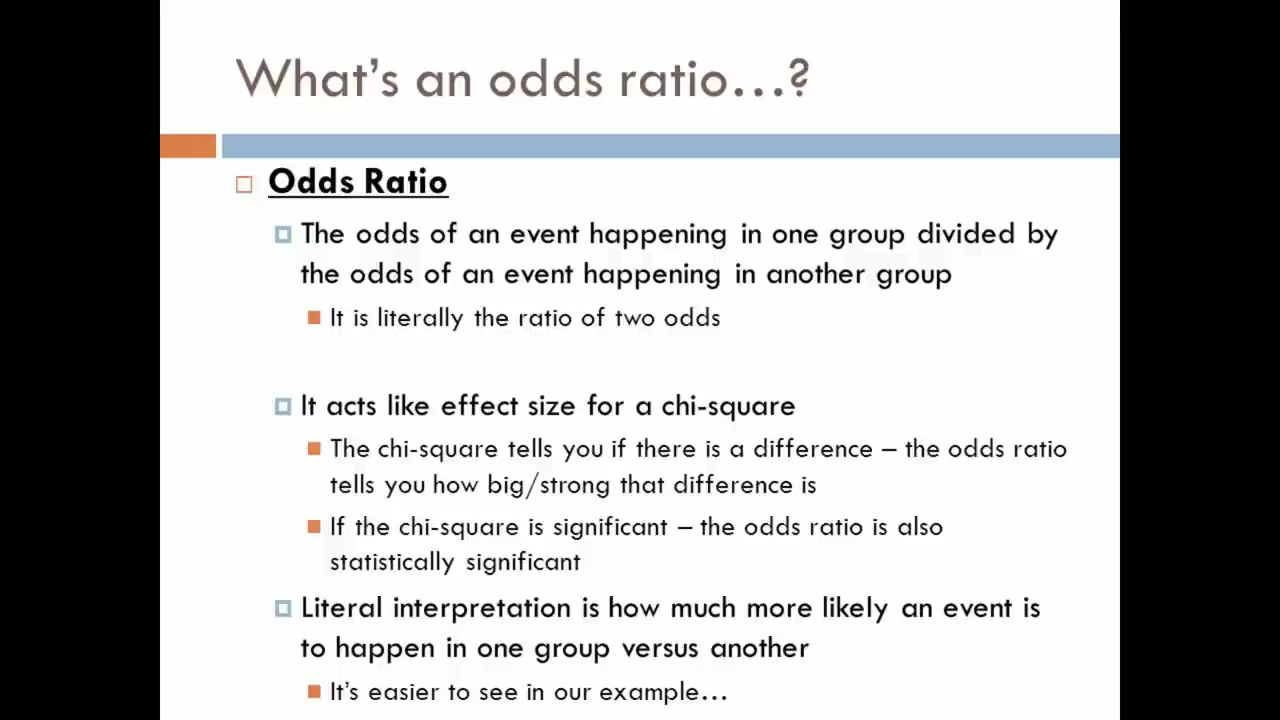 What's an odds ratio...?
Odds Ratio
The odds of an event happening in one group divided by
the odds of an event happening in another group
It is literally the ratio of two odds
It acts like effect size for a chi-square
The chi-square tells you if there is a difference – the odds ratio
tells you how big/strong that difference is
If the chi-square is significant – the odds ratio is also
statistically significant
Literal interpretation is how much more likely an event is
to happen in one group versus another
It's easier to see in our example...